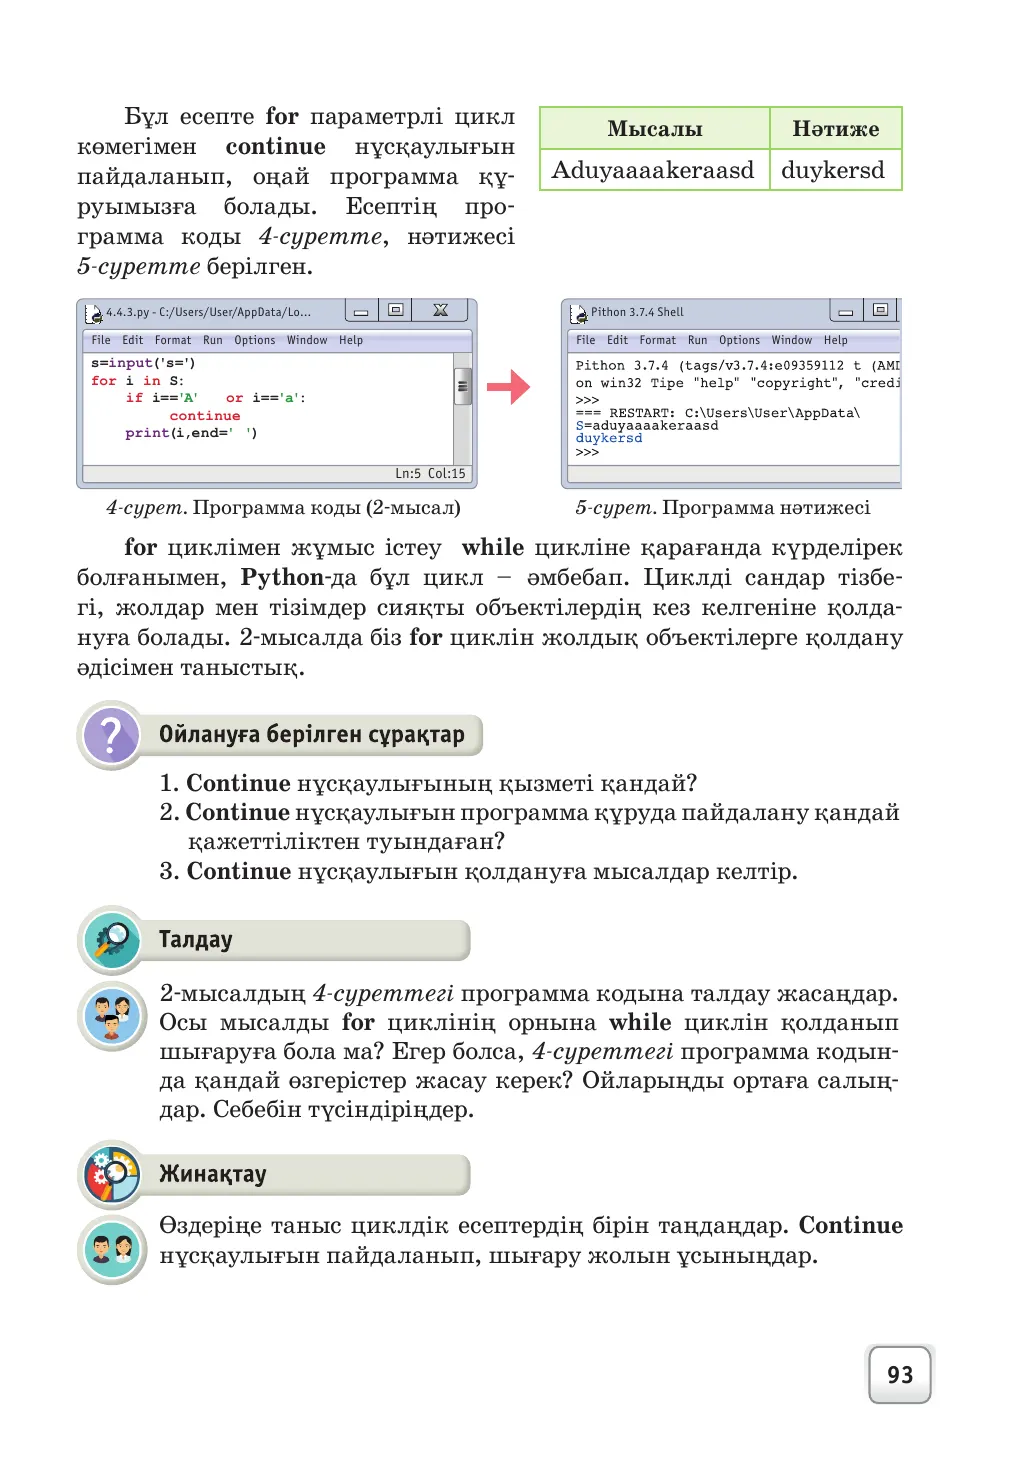 Бұл есепте for параметрлі цикл
көмегімен continue нұсқаулығын
пайдаланып, оңай программа құ-
руымызға болады. Есептің про-
грамма коды 4-суретте, нәтижесі
5-суретте берілген.
Мысалы Нәтиже
Aduyaaaakeraasd duykersd
4.4.3.py - C:/Users/User/AppData/Lo...
File Edit Format Run Options Window Help
s=input('s=')
for i in S:
if i=='A' or i=='a':
continue
print(i,end=' ')
Ln:5 Col:15
Pithon 3.7.4 Shell
File Edit Format Run Options Window Help
Pithon 3.7.4 (tags/v3.7.4:e09359112 t (AMD
on win32 Tipe "help" "copyright", "credi
>>>
=== RESTART: C:\Users\User\AppData\
S=aduyaaaakeraasd
duykersd
>>>
4-сурет. Программа коды (2-мысал)
5-сурет. Программа нәтижесі
for циклімен жұмыс істеу while цикліне қарағанда күрделірек
болғанымен, Python-да бұл цикл – әмбебап. Циклді сандар тізбе-
гі, жолдар мен тізімдер сияқты объектілердің кез келгеніне қолда-
нуға болады. 2-мысалда біз for циклін жолдық объектілерге қолдану
әдісімен таныстық.
?
Ойлануға берілген сұрақтар
1. Continue нұсқаулығының қызметі қандай?
2. Continue нұсқаулығын программа құруда пайдалану қандай
қажеттіліктен туындаған?
3. Continue нұсқаулығын қолдануға мысалдар келтір.
Талдау
2-мысалдың 4-суреттегі программа кодына талдау жасаңдар.
Осы мысалды for циклінің орнына while циклін қолданып
шығаруға бола ма? Егер болса, 4-суреттегі программа кодын-
да қандай өзгерістер жасау керек? Ойларыңды ортаға салың-
дар. Себебін түсіндіріңдер.
Жинақтау
Өздеріңе таныс циклдік есептердің бірін таңдаңдар. Continue
нұсқаулығын пайдаланып, шығару жолын ұсыныңдар.
93